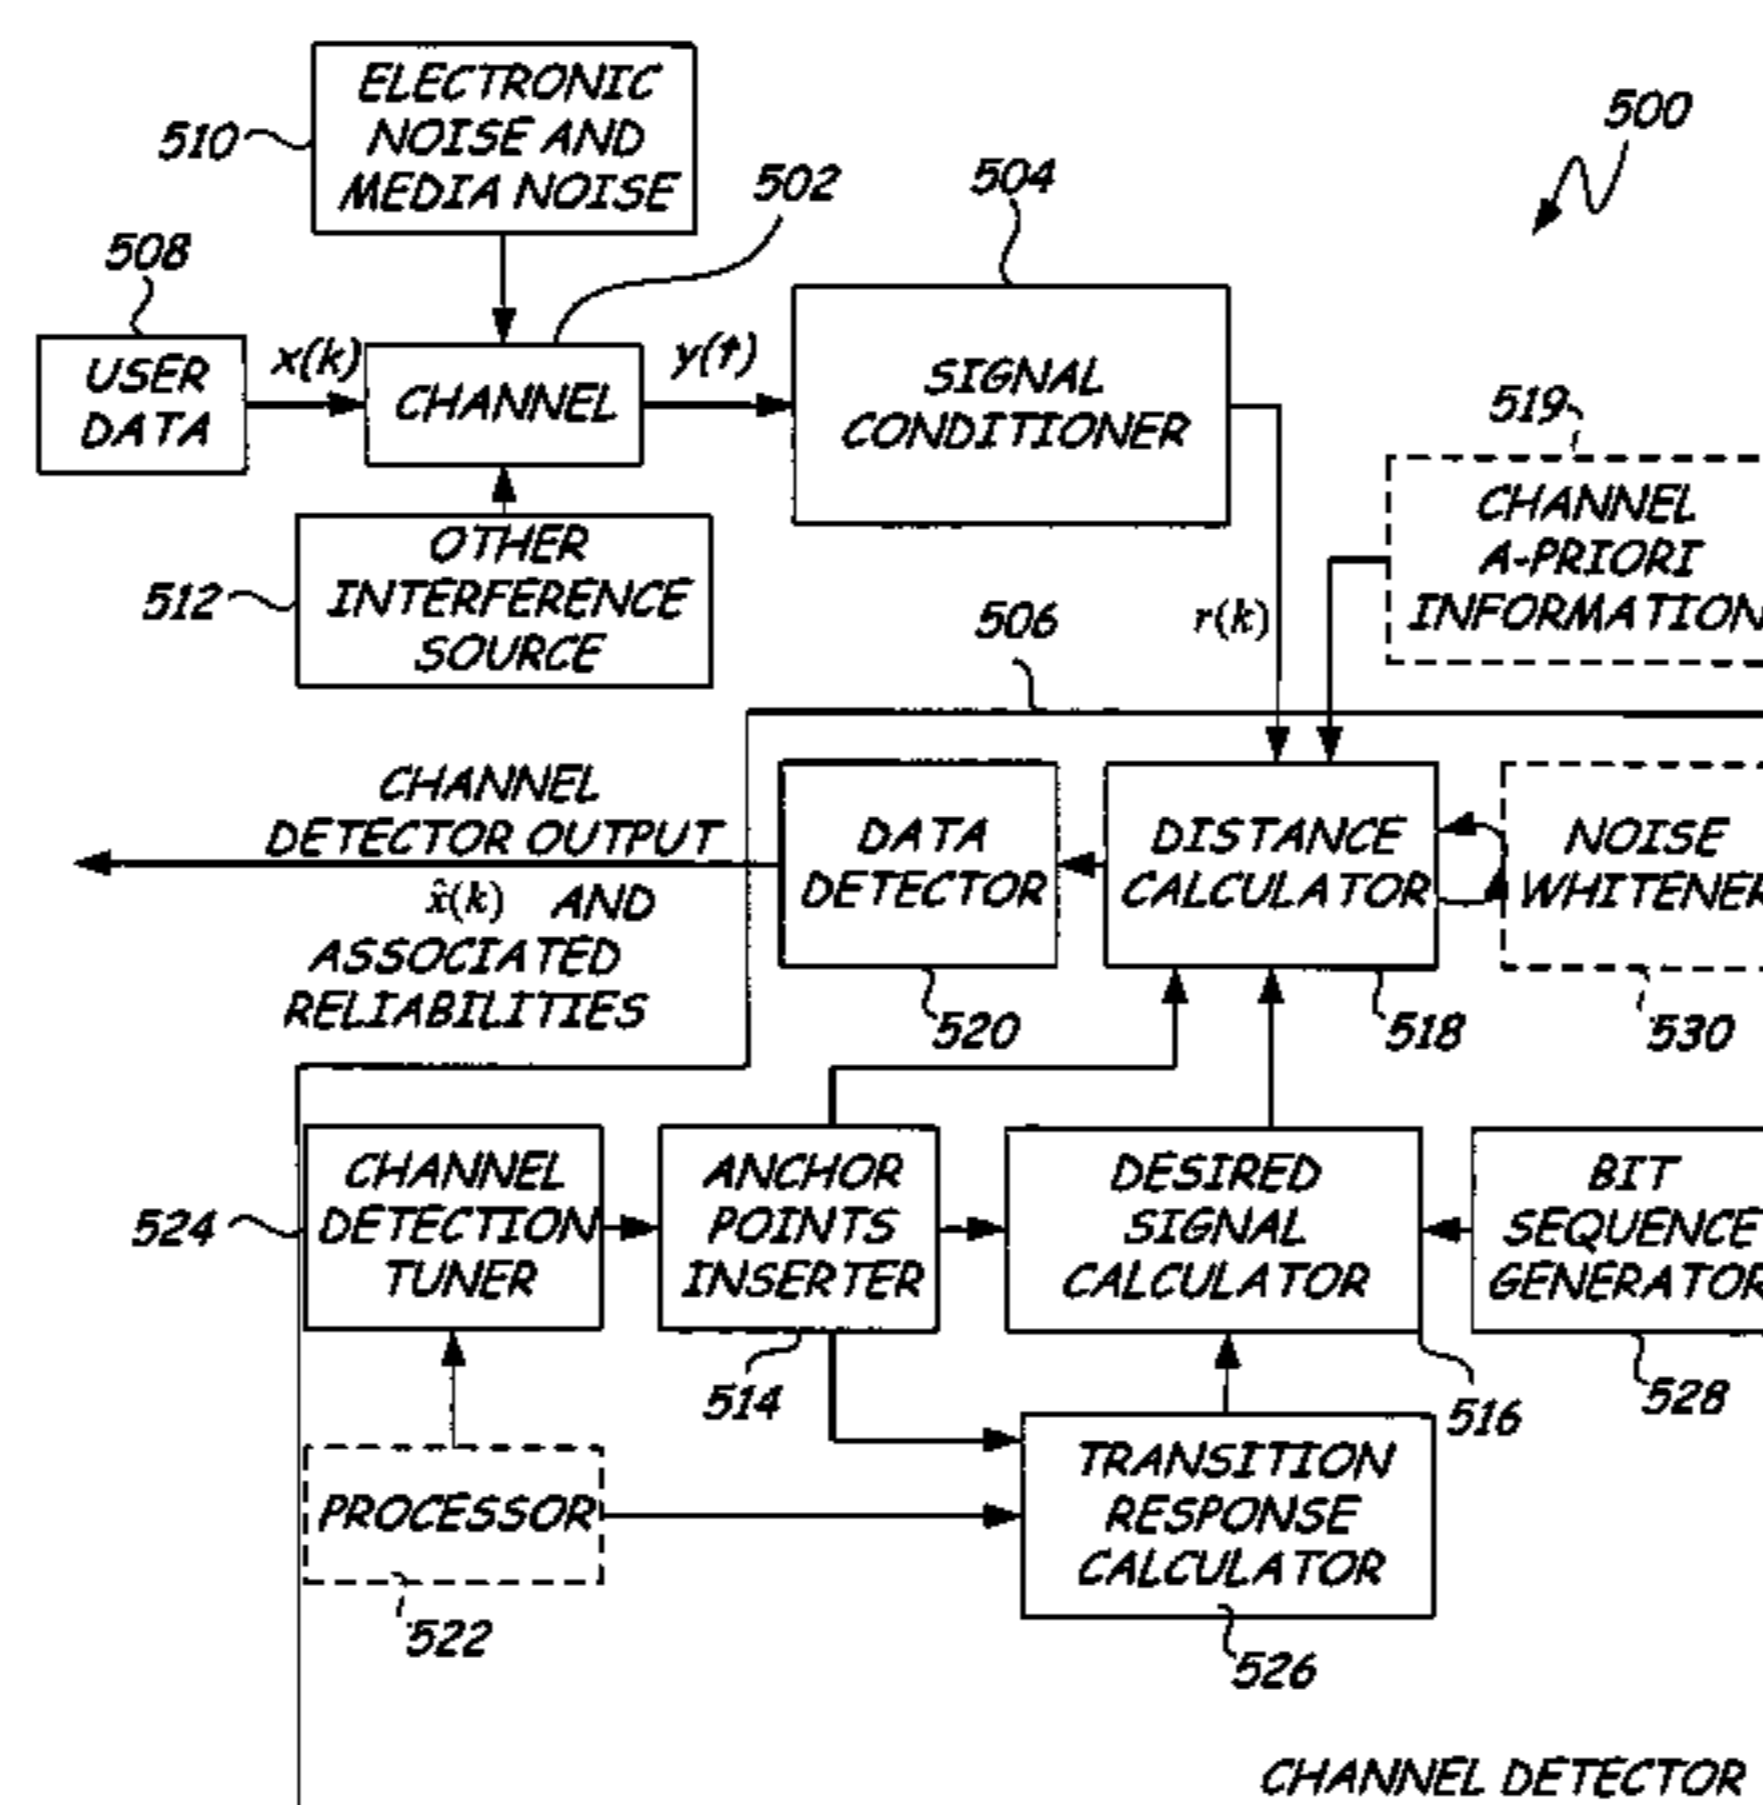 ELECTRONIC
NOISE AND
MEDIA NOISE
510
502
504
500
508
USER
DATA
x(k)
CHANNEL
y(t)
SIGNAL
CONDITIONER
519
CHANNEL
A-PRIORI
INFORMATION
OTHER
INTERFERENCE
SOURCE
512
506
r(k)
CHANNEL
DETECTOR OUTPUT
x̂(k) AND
ASSOCIATED
RELIABILITIES
DATA
DETECTOR
DISTANCE
CALCULATOR
NOISE
WHITENER
520
518
530
524
CHANNEL
DETECTION
TUNER
ANCHOR
POINTS
INSERTER
DESIRED
SIGNAL
CALCULATOR
BIT
SEQUENCE
GENERATOR
514
516
528
PROCESSOR
TRANSITION
RESPONSE
CALCULATOR
522
526
CHANNEL DETECTOR